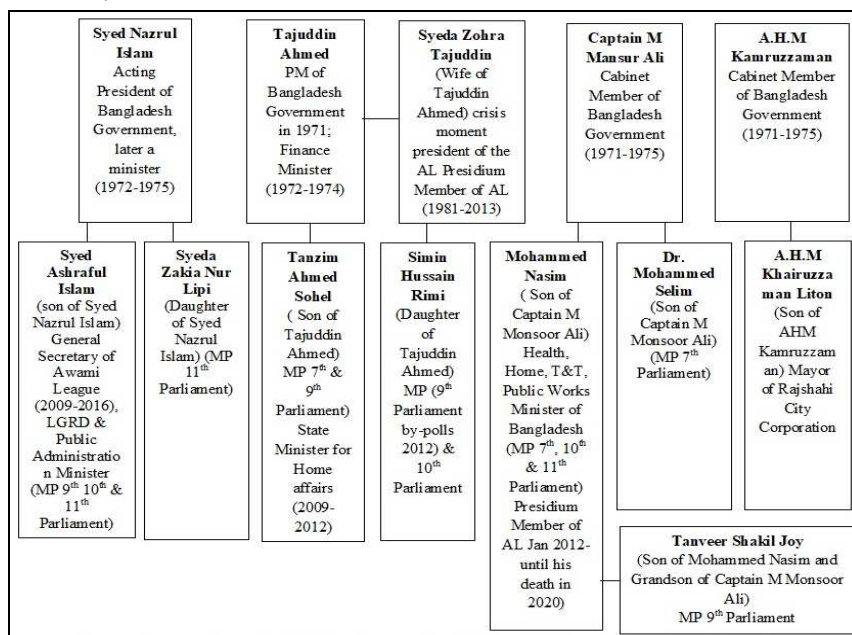 Syed Nazrul
Islam
Acting
President of
Bangladesh
Government,
later a
minister
(1972-1975)
Tajuddin
Ahmed
PM of
Bangladesh
Government
in 1971;
Finance
Minister
(1972-1974)
Syeda Zohra
Tajuddin
(Wife of
Tajuddin
Ahmed) crisis
moment
president of
the AL Presidium
Member of AL
(1981-2013)
Captain M
Mansur Ali
Cabinet
Member of
Bangladesh
Government
(1971-1975)
A.H.M
Kamruzzaman
Cabinet Member
of Bangladesh
Government
(1971-1975)
Syed
Ashraful
Islam
(son of Syed
Nazrul Islam)
General
Secretary of
Awami
League
(2009-2016),
LGRD &
Public
Administratio
n Minister
(MP 9th 10th &
11th
Parliament)
Syeda
Zakia Nur
Lipi
(Daughter
of Syed
Nazrul
Islam) (MP
11th
Parliament)
Tanzim
Ahmed
Sohel
( Son of
Tajuddin
Ahmed)
MP 7th &
9th
Parliament)
State
Minister for
Home
affairs
(2009-
2012)
Simin
Hussain
Rimi
(Daughter
of
Tajuddin
Ahmed)
MP (9th
Parliament
by-polls
2012) &
10th
Parliament
Mohammed
Nasim
( Son of
Captain M
Monsoor Ali)
Health,
Home, T&T,
Public Works
Minister of
Bangladesh
(MP 7th, 10th
& 11th
Parliament)
Presidium
Member of
AL Jan 2012-
until his
death in
2020)
Dr.
Mohammed
Selim
(Son of
Captain M
Monsoor Ali)
(MP 7th
Parliament)
A.H.M
Khairuzza
man Liton
(Son of
AHM
Kamruzzam
an) Mayor
of Rajshahi
City
Corporation
Tanveer Shakil Joy
(Son of Mohammed Nasim and
Grandson of Captain M Monsoor
Ali)
MP 9th Parliament